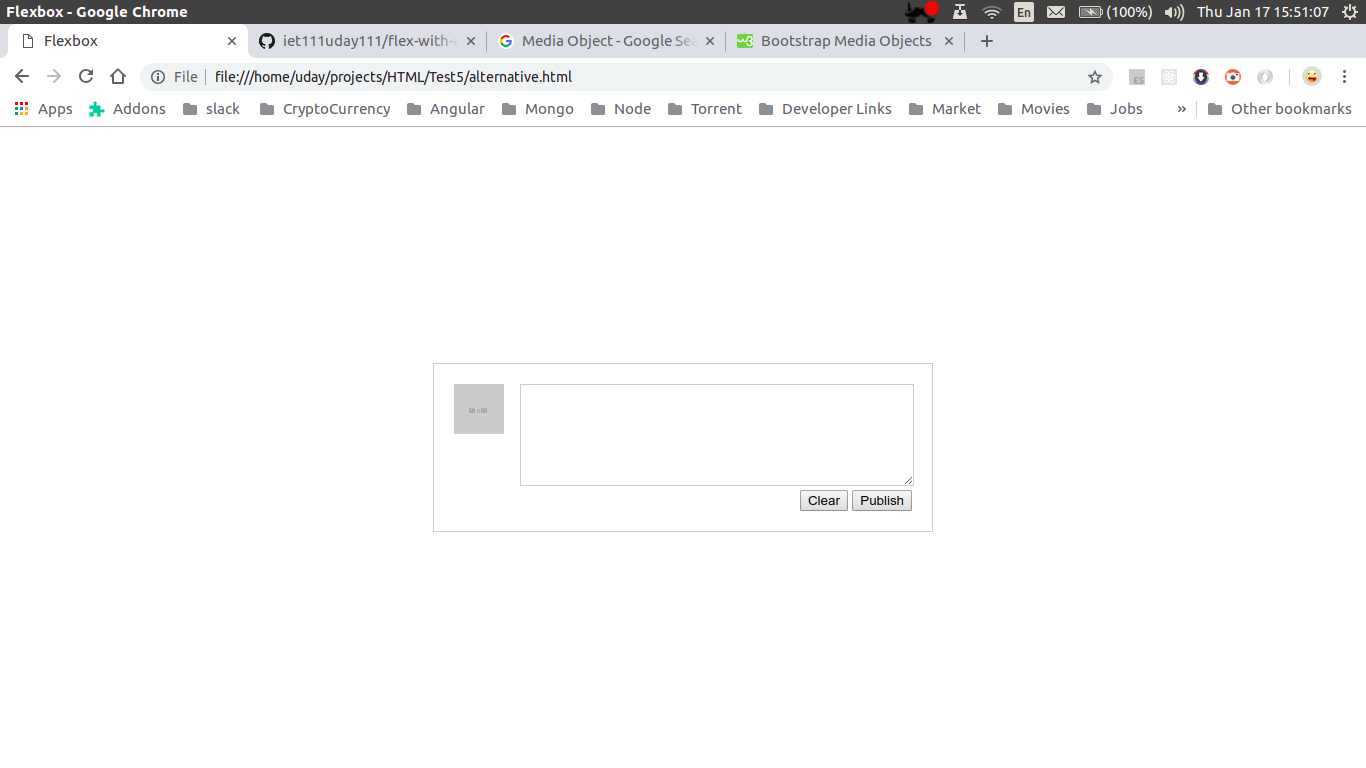 Flexbox - Google Chrome En (100%) Thu Jan 17 15:51:07
Flexbox iet111uday111/flex-with- Media Object - Google Sea Bootstrap Media Objects
File file:///home/uday/projects/HTML/Test5/alternative.html ES
Apps Addons slack CryptoCurrency Angular Mongo Node Torrent Developer Links Market Movies Jobs » Other bookmarks
Clear Publish